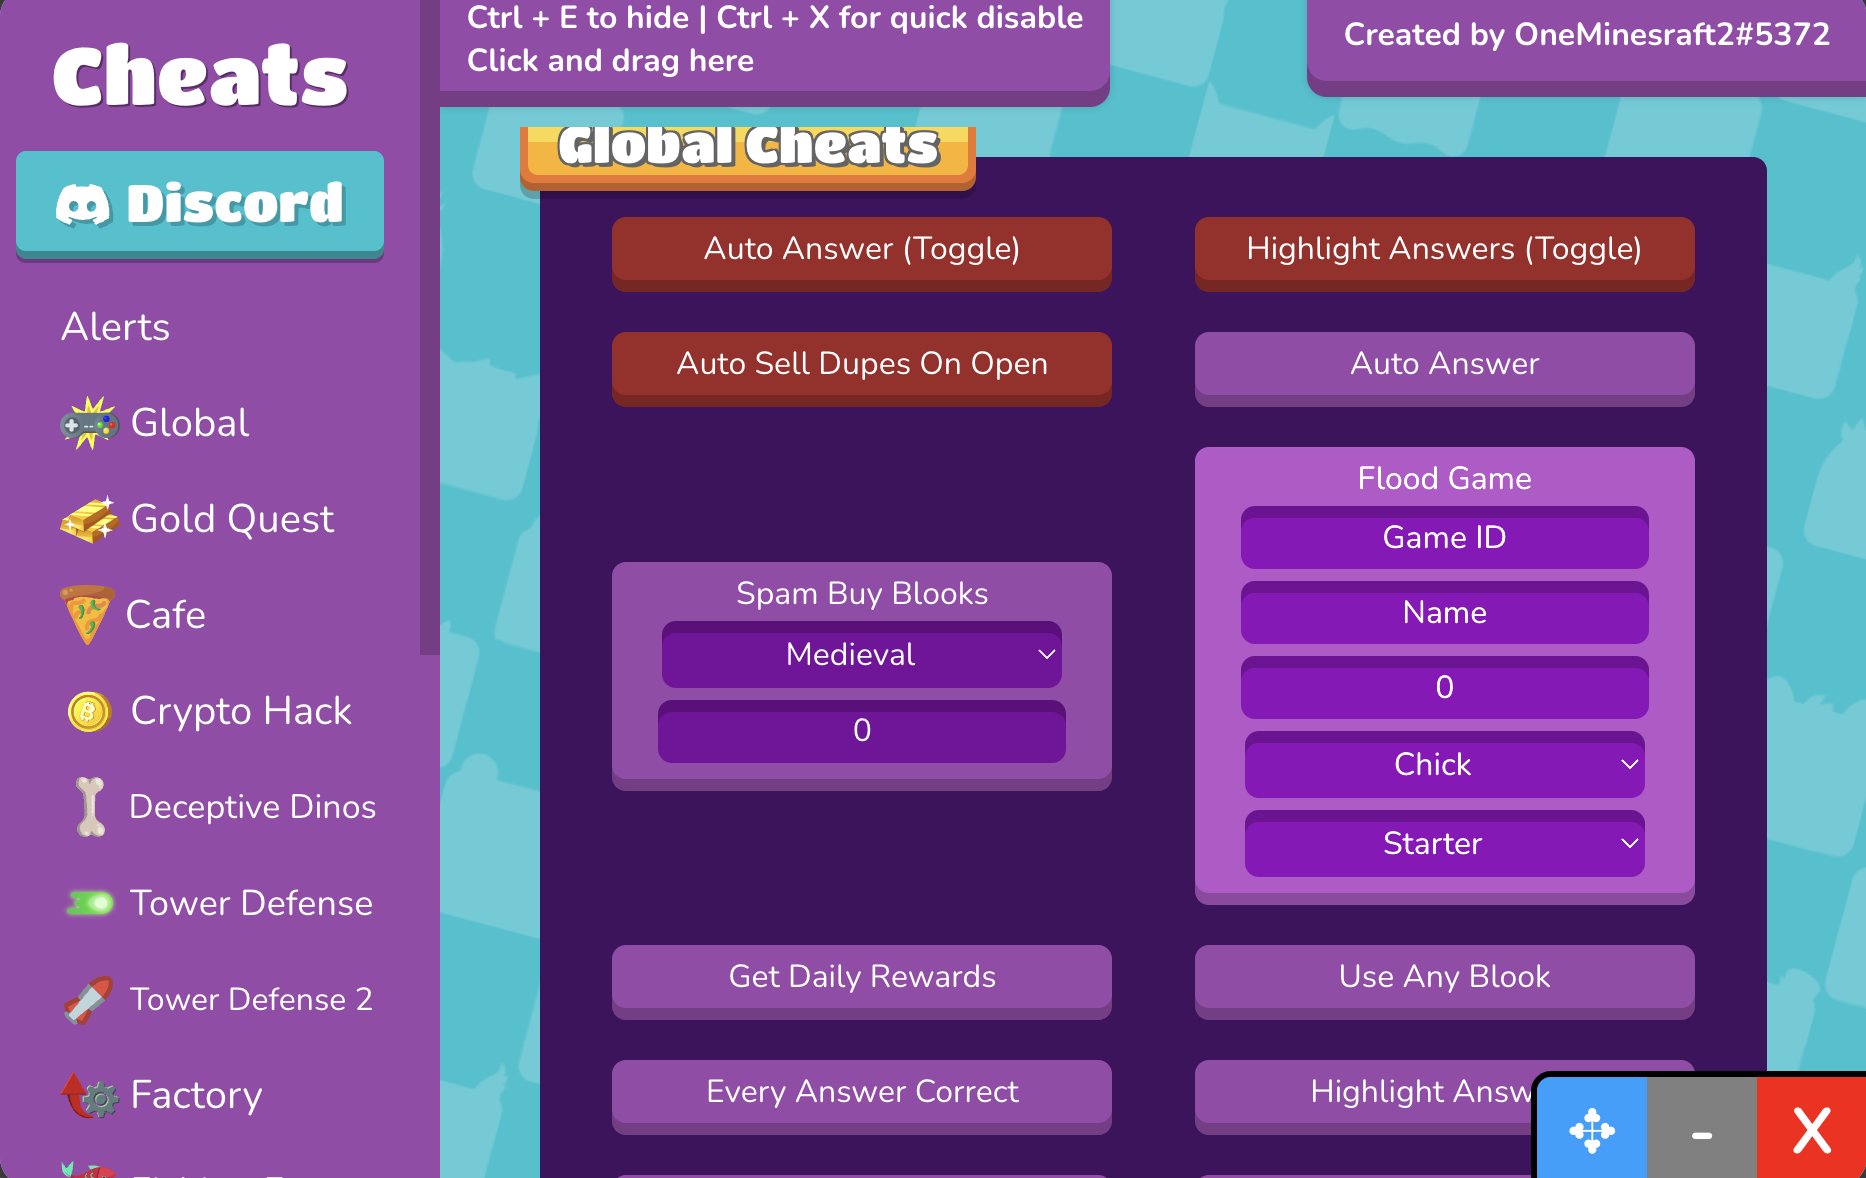 Cheats
Discord
Alerts
Global
Gold Quest
Cafe
Crypto Hack
Deceptive Dinos
Tower Defense
Tower Defense 2
Factory
Ctrl + E to hide | Ctrl + X for quick disable
Click and drag here
Created by OneMinesraft2#5372
Global Cheats
Auto Answer (Toggle)
Highlight Answers (Toggle)
Auto Sell Dupes On Open
Auto Answer
Spam Buy Blooks
Medieval
0
Flood Game
Game ID
Name
0
Chick
Starter
Get Daily Rewards
Use Any Blook
Every Answer Correct
Highlight Answ
-
X